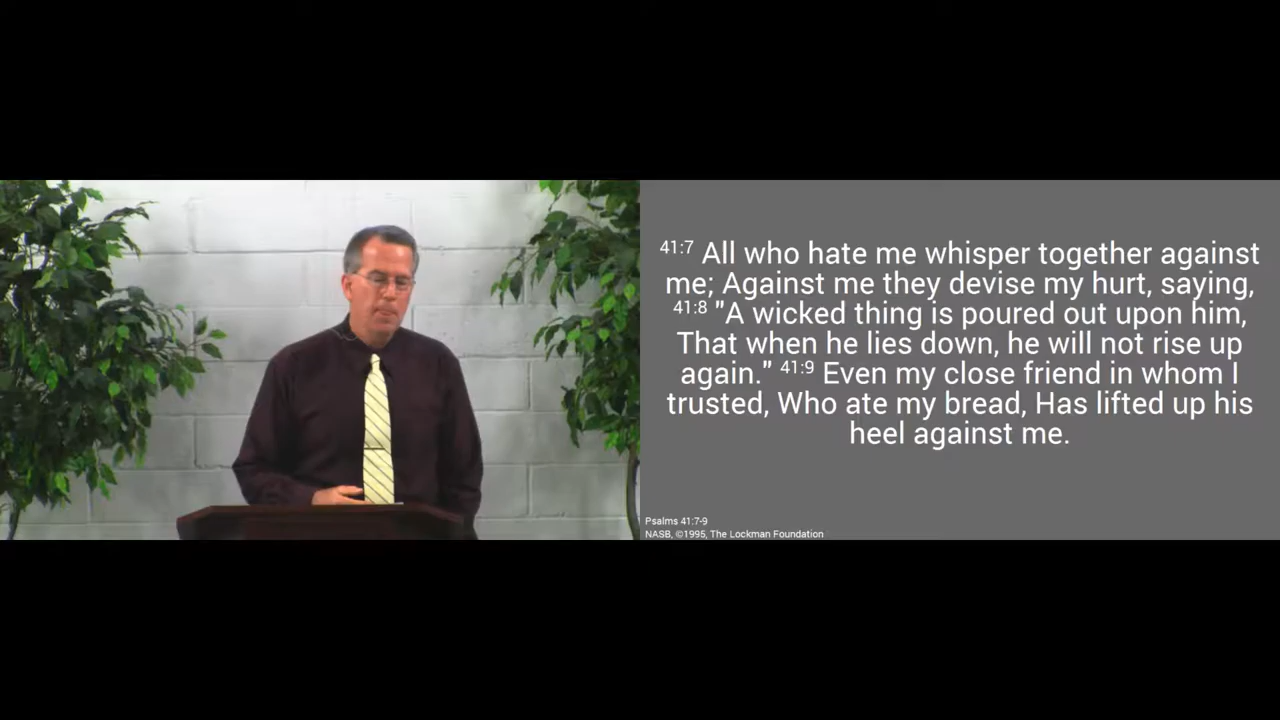 41:7 All who hate me whisper together against
me; Against me they devise my hurt, saying,
41:8 "A wicked thing is poured out upon him,
That when he lies down, he will not rise up
again." 41:9 Even my close friend in whom I
trusted, Who ate my bread, Has lifted up his
heel against me.
Psalms 41:7-9
NASB, ©1995, The Lockman Foundation